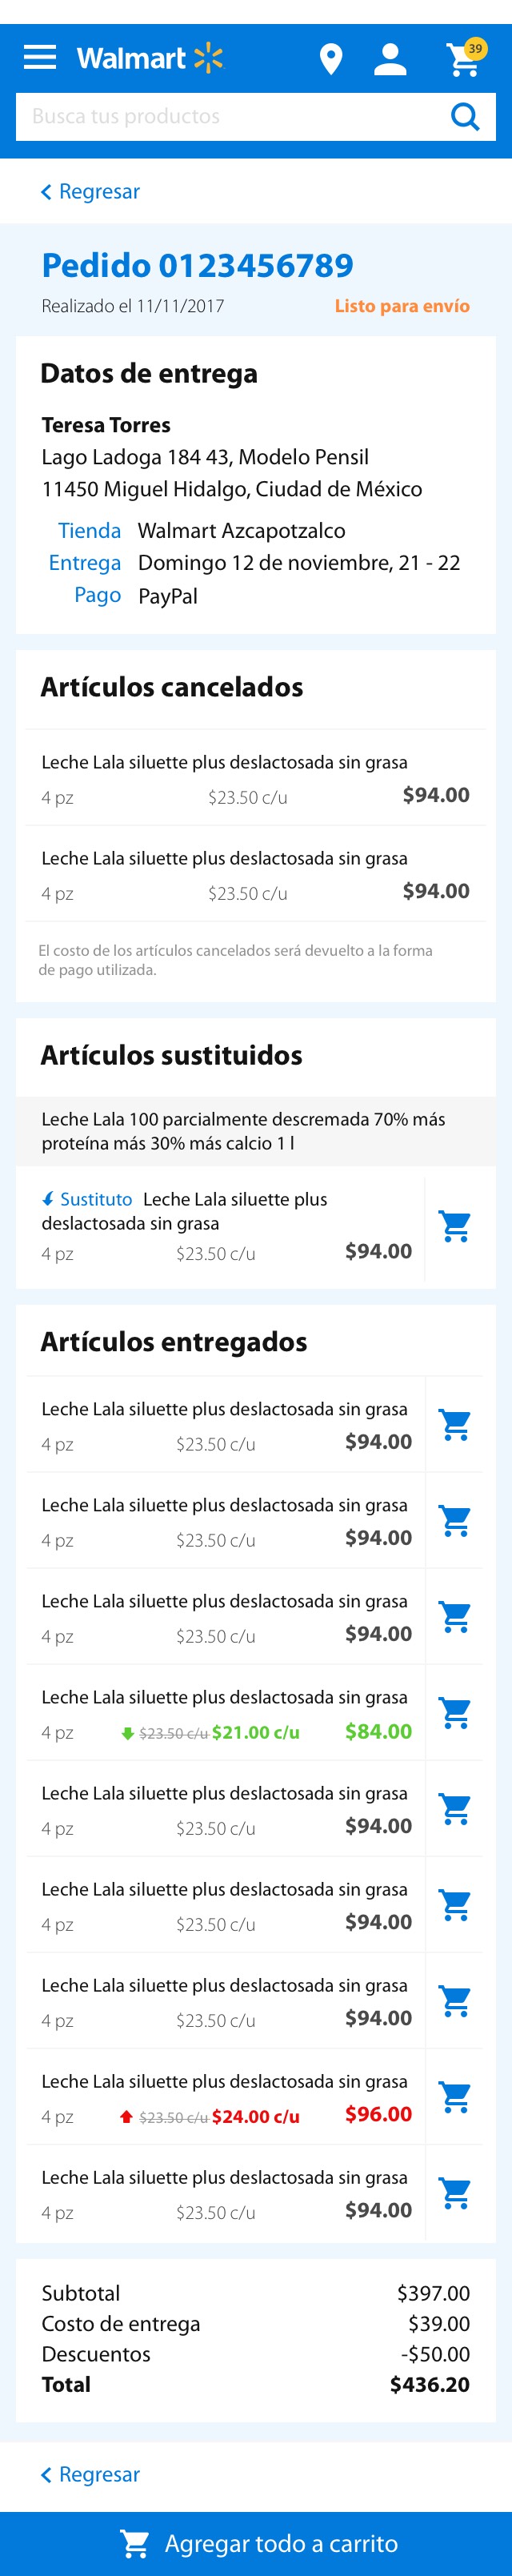 Walmart
39
Busca tus productos
Regresar
Pedido 0123456789
Realizado el 11/11/2017 Listo para envío
Datos de entrega
Teresa Torres
Lago Ladoga 184 43, Modelo Pensil
11450 Miguel Hidalgo, Ciudad de México
Tienda Walmart Azcapotzalco
Entrega Domingo 12 de noviembre, 21 - 22
Pago PayPal
Artículos cancelados
Leche Lala siluette plus deslactosada sin grasa
4 pz $23.50 c/u $94.00
Leche Lala siluette plus deslactosada sin grasa
4 pz $23.50 c/u $94.00
El costo de los artículos cancelados será devuelto a la forma
de pago utilizada.
Artículos sustituidos
Leche Lala 100 parcialmente descremada 70% más
proteína más 30% más calcio 1 l
Sustituto Leche Lala siluette plus
deslactosada sin grasa
4 pz $23.50 c/u $94.00
Artículos entregados
Leche Lala siluette plus deslactosada sin grasa
4 pz $23.50 c/u $94.00
Leche Lala siluette plus deslactosada sin grasa
4 pz $23.50 c/u $94.00
Leche Lala siluette plus deslactosada sin grasa
4 pz $23.50 c/u $94.00
Leche Lala siluette plus deslactosada sin grasa
4 pz $23.50 c/u $21.00 c/u $84.00
Leche Lala siluette plus deslactosada sin grasa
4 pz $23.50 c/u $94.00
Leche Lala siluette plus deslactosada sin grasa
4 pz $23.50 c/u $94.00
Leche Lala siluette plus deslactosada sin grasa
4 pz $23.50 c/u $94.00
Leche Lala siluette plus deslactosada sin grasa
4 pz $23.50 c/u $24.00 c/u $96.00
Leche Lala siluette plus deslactosada sin grasa
4 pz $23.50 c/u $94.00
Subtotal $397.00
Costo de entrega $39.00
Descuentos -$50.00
Total $436.20
Regresar
Agregar todo a carrito